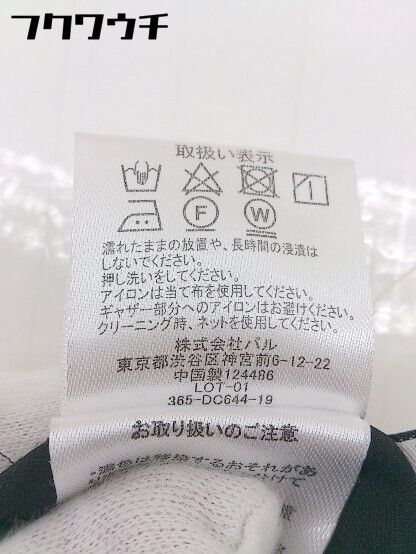 フクワウチ
取扱い表示
F
W
濡れたままの放置や、長時間の浸漬は
しないでください。
押し洗いをしてください。
アイロンは当て布を使用してください。
ギャザー部分へのアイロンはお避けください。
クリーニング時、ネットを使用してください。
株式会社パル
東京都渋谷区神宮前6-12-22
中国製124486
LOT-01
365-DC644-19
お取り扱いのご注意
するおそれがあ